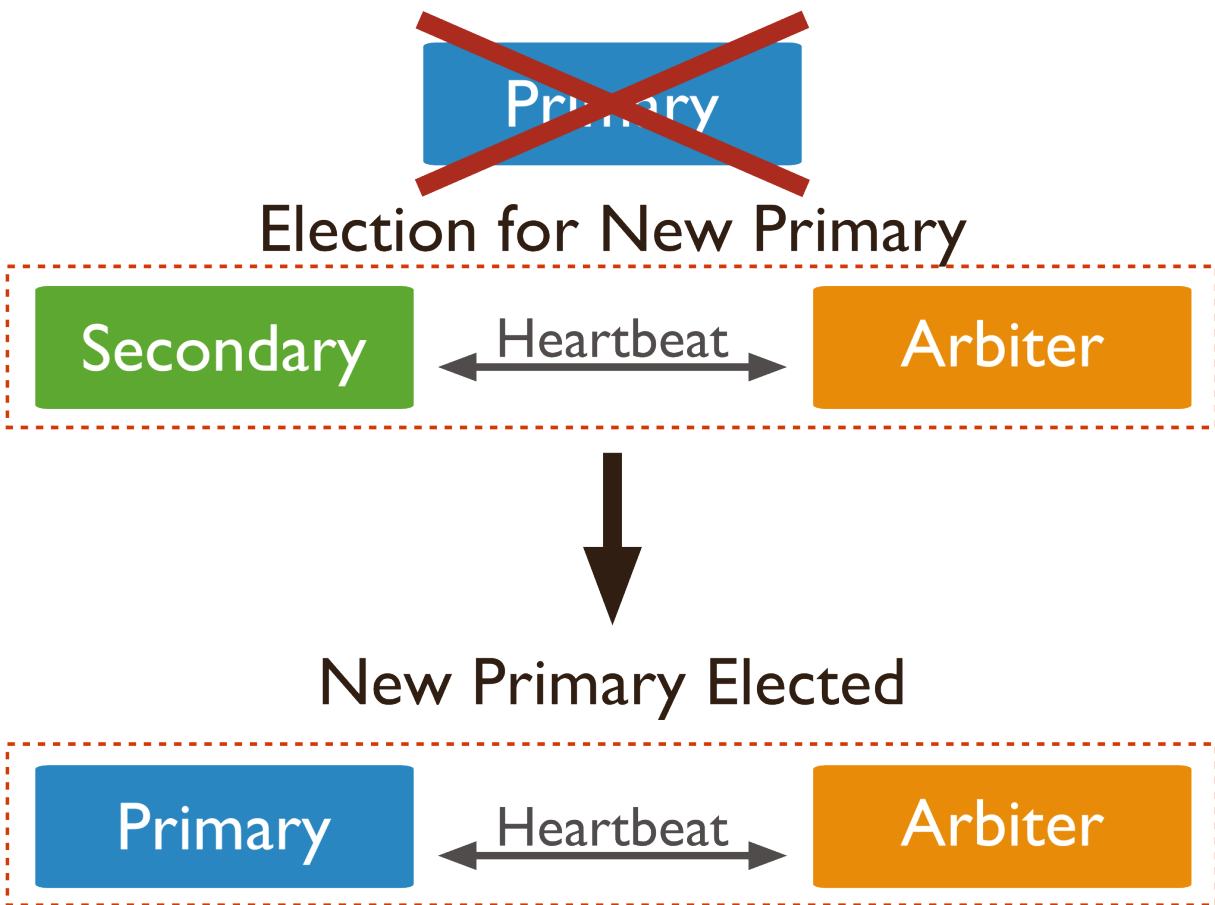 Primary
Election for New Primary
Secondary
Heartbeat
Arbiter
New Primary Elected
Primary
Heartbeat
Arbiter